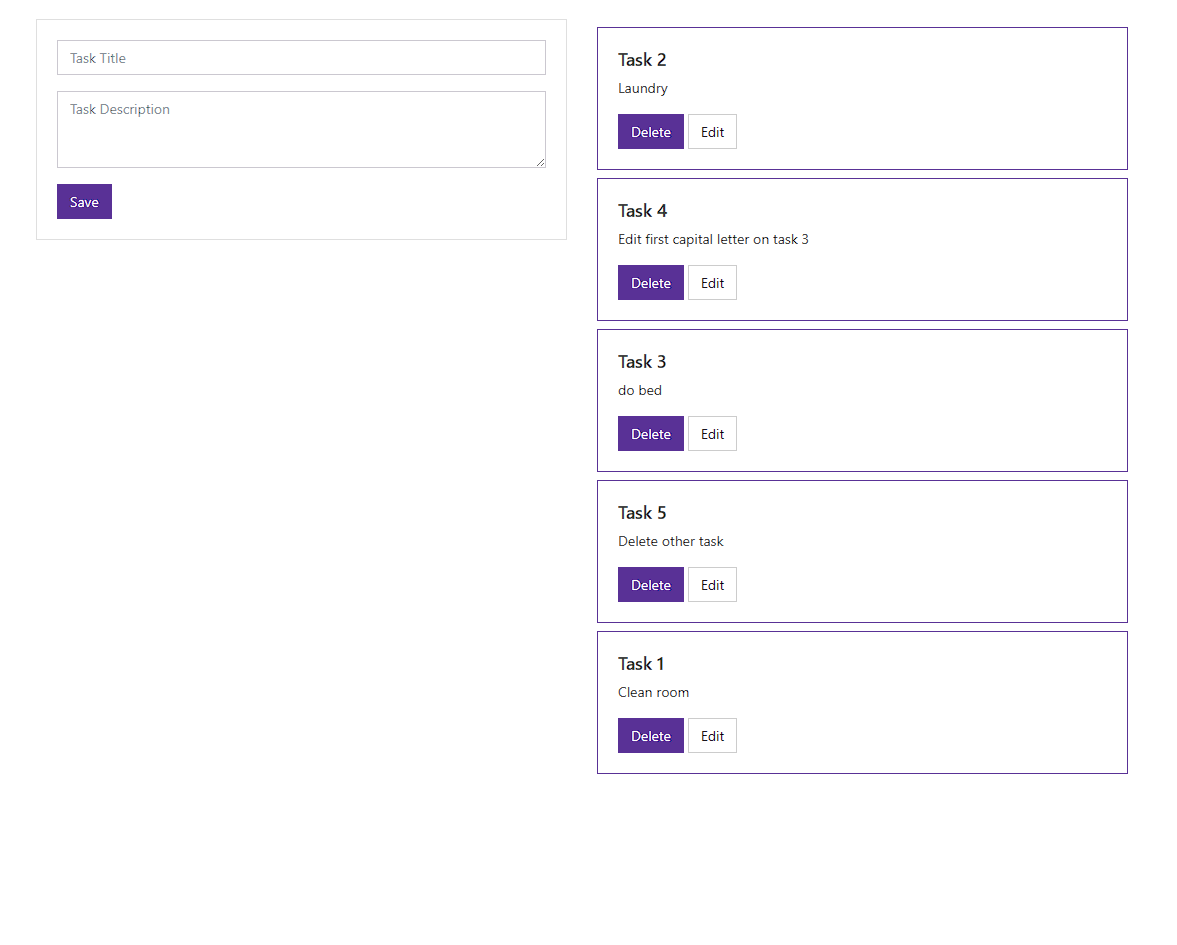 Task Title
Task Description
Save
Task 2
Laundry
Delete Edit
Task 4
Edit first capital letter on task 3
Delete Edit
Task 3
do bed
Delete Edit
Task 5
Delete other task
Delete Edit
Task 1
Clean room
Delete Edit